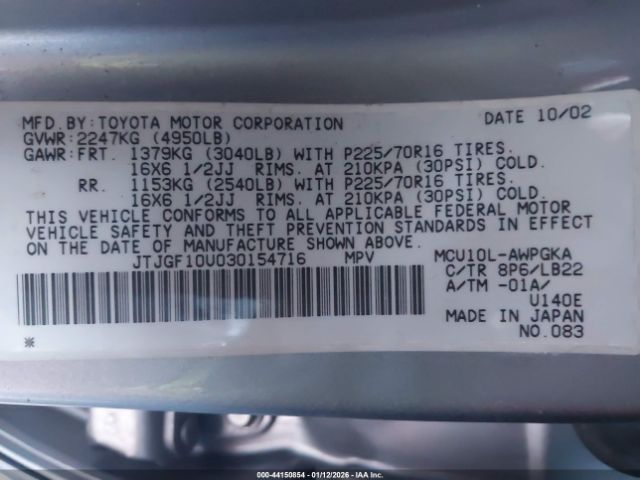 MFD.BY:TOYOTA MOTOR CORPORATION DATE 10/02
GVWR:2247KG (4950LB)
GAWR:FRT. 1379KG (3040LB) WITH P225/70R16 TIRES.
16X6 1/2JJ RIMS. AT 210KPA (30PSI) COLD.
RR. 1153KG (2540LB) WITH P225/70R16 TIRES.
16X6 1/2JJ RIMS. AT 210KPA (30PSI) COLD.
THIS VEHICLE CONFORMS TO ALL APPLICABLE FEDERAL MOTOR
VEHICLE SAFETY AND THEFT PREVENTION STANDARDS IN EFFECT
ON THE DATE OF MANUFACTURE SHOWN ABOVE.
JTJGF10U030154716 MPV MCU10L-AWPGKA
C/TR 8P6/LB22
A/TM -01A/
U140E
MADE IN JAPAN
NO.083
000-44150854 | 01/12/2026 | IAA Inc.